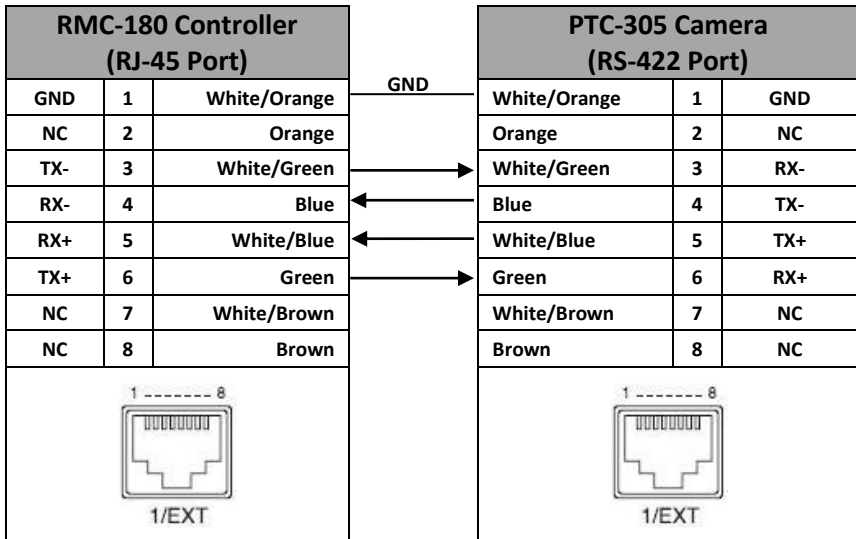 RMC-180 Controller
(RJ-45 Port)
GND 1 White/Orange
NC 2 Orange
TX- 3 White/Green
RX- 4 Blue
RX+ 5 White/Blue
TX+ 6 Green
NC 7 White/Brown
NC 8 Brown
1 -------- 8
1/EXT
GND
PTC-305 Camera
(RS-422 Port)
White/Orange 1 GND
Orange 2 NC
White/Green 3 RX-
Blue 4 TX-
White/Blue 5 TX+
Green 6 RX+
White/Brown 7 NC
Brown 8 NC
1 -------- 8
1/EXT